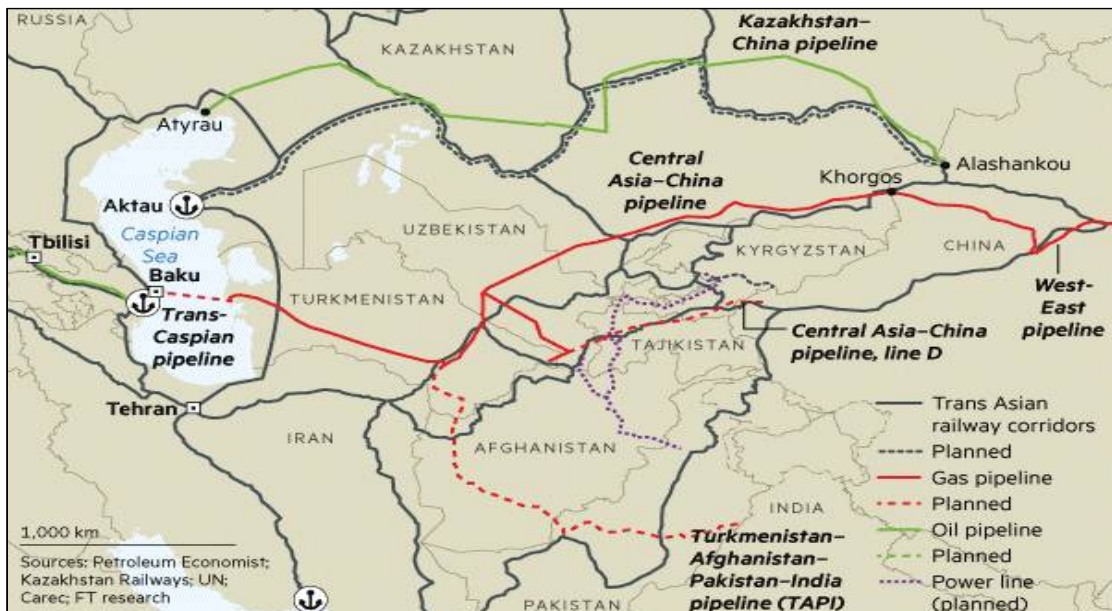 RUSSIA
KAZAKHSTAN
Kazakhstan–
China pipeline
Atyrau
Alashankou
Central
Asia–China
pipeline
Khorgos
Aktau
Caspian
Sea
UZBEKISTAN
KYRGYZSTAN
CHINA
Tbilisi
Baku
TURKMENISTAN
Trans-
Caspian
pipeline
West-
East
pipeline
Central Asia–China
pipeline, line D
TAJIKISTAN
Tehran
IRAN
AFGHANISTAN
INDIA
Turkmenistan–
Afghanistan–
Pakistan–India
pipeline (TAPI)
PAKISTAN
Trans Asian
railway corridors
Planned
Gas pipeline
Planned
Oil pipeline
Planned
Power line
(planned)
1,000 km
Sources: Petroleum Economist;
Kazakhstan Railways; UN;
Carec; FT research